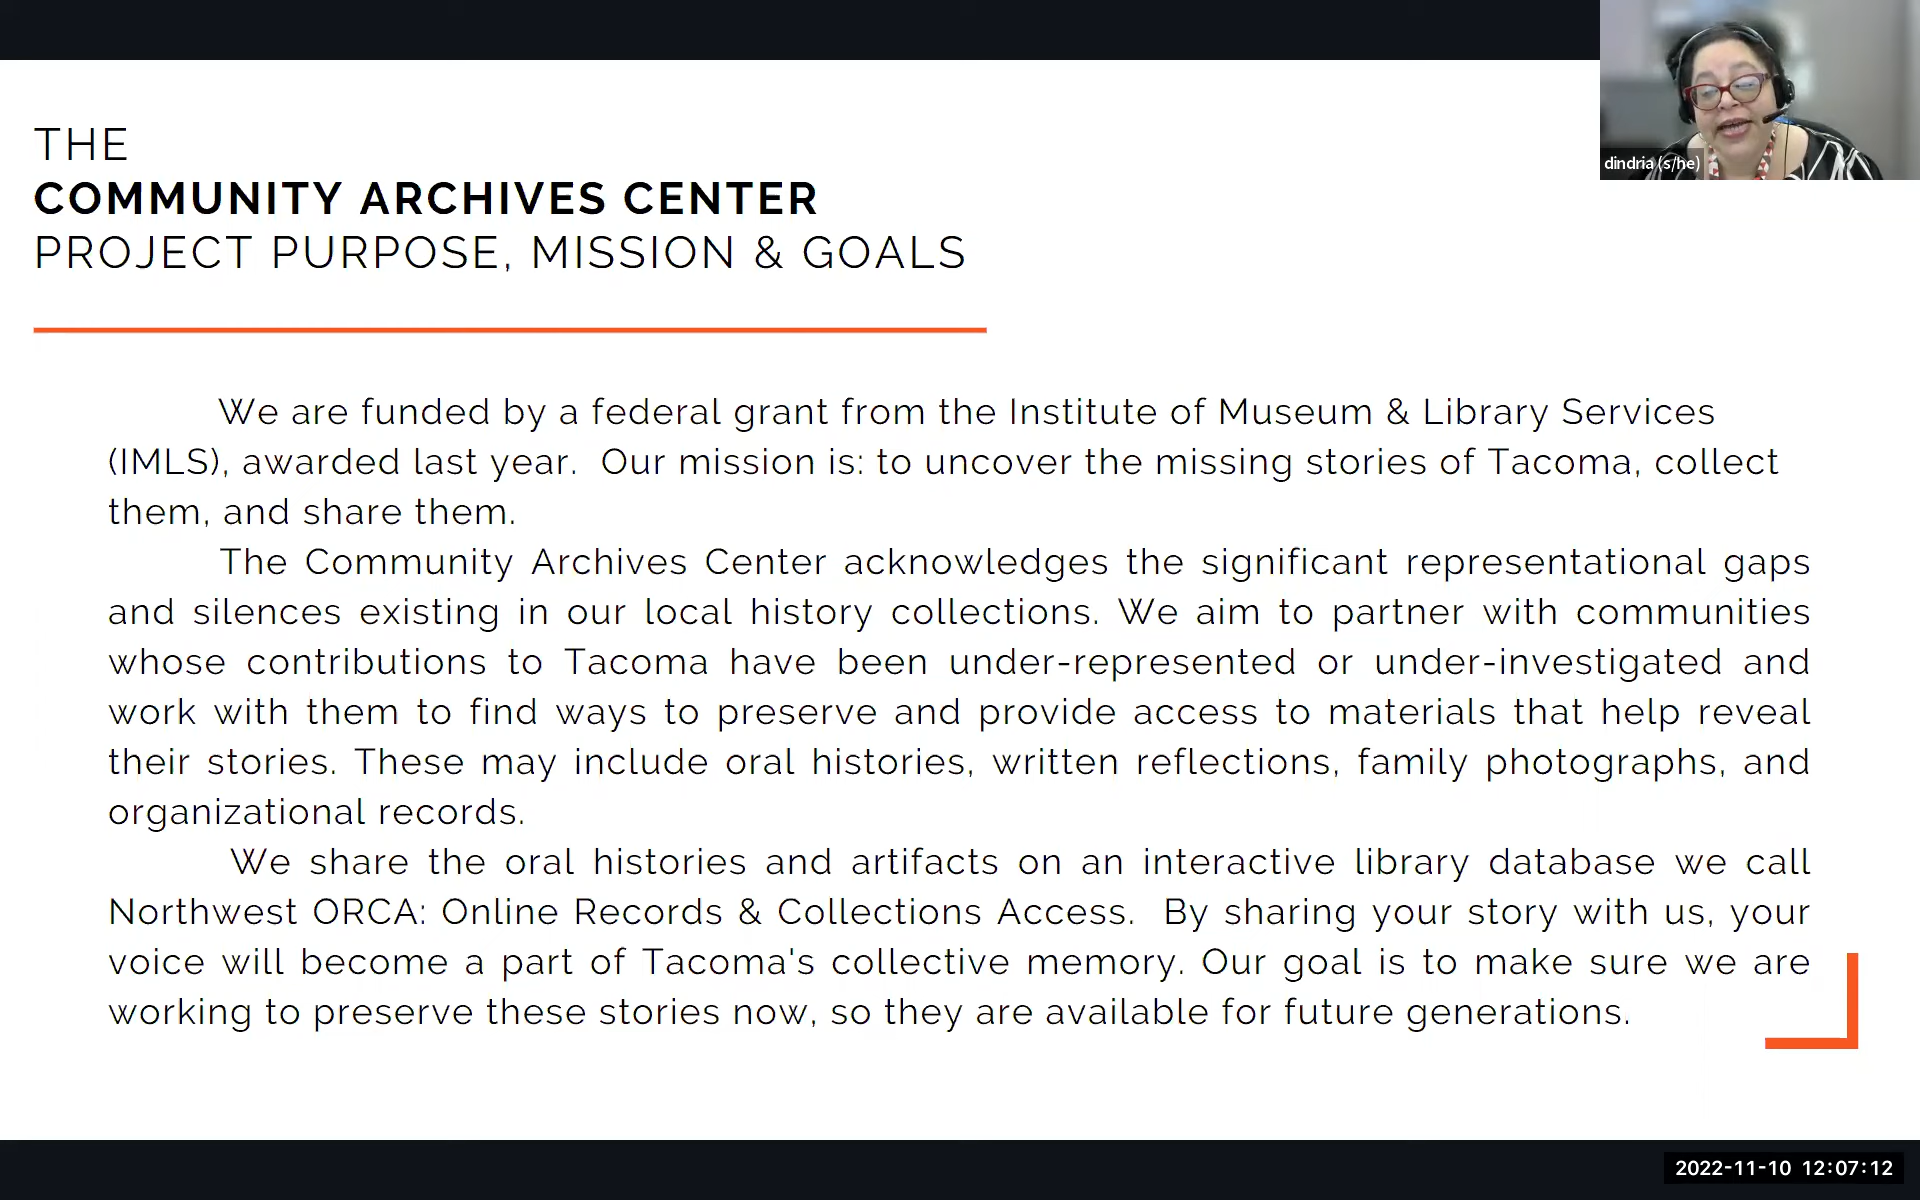 THE
COMMUNITY ARCHIVES CENTER
PROJECT PURPOSE, MISSION & GOALS
dindria (s/he)
We are funded by a federal grant from the Institute of Museum & Library Services
(IMLS), awarded last year.  Our mission is: to uncover the missing stories of Tacoma, collect
them, and share them.
The Community Archives Center acknowledges the significant representational gaps
and silences existing in our local history collections. We aim to partner with communities
whose contributions to Tacoma have been under-represented or under-investigated and
work with them to find ways to preserve and provide access to materials that help reveal
their stories. These may include oral histories, written reflections, family photographs, and
organizational records.
We share the oral histories and artifacts on an interactive library database we call
Northwest ORCA: Online Records & Collections Access.  By sharing your story with us, your
voice will become a part of Tacoma's collective memory. Our goal is to make sure we are
working to preserve these stories now, so they are available for future generations.
2022-11-10 12:07:12